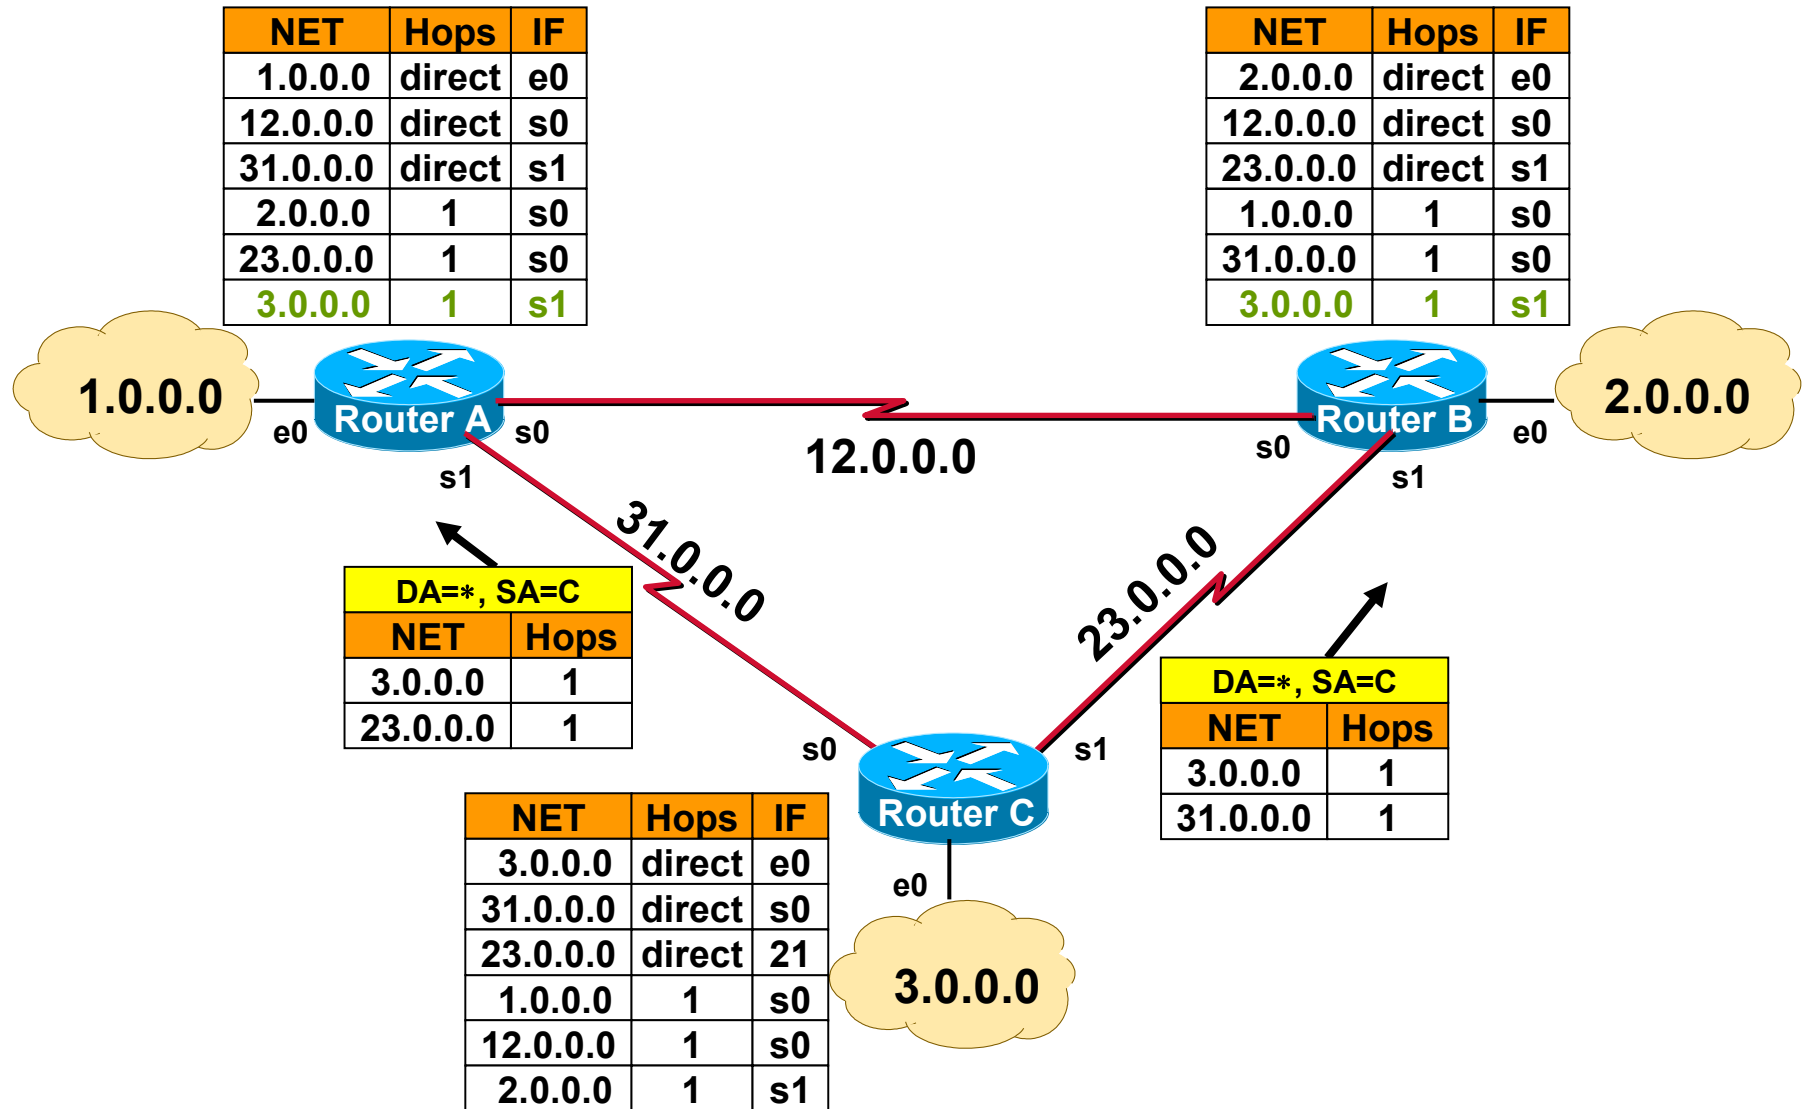 NET Hops IF
1.0.0.0 direct e0
12.0.0.0 direct s0
31.0.0.0 direct s1
2.0.0.0 1 s0
23.0.0.0 1 s0
3.0.0.0 1 s1
NET Hops IF
2.0.0.0 direct e0
12.0.0.0 direct s0
23.0.0.0 direct s1
1.0.0.0 1 s0
31.0.0.0 1 s0
3.0.0.0 1 s1
1.0.0.0
e0
Router A
s0
s1
12.0.0.0
s0
Router B
e0
s1
2.0.0.0
31.0.0.0
23.0.0.0
DA=*, SA=C
NET Hops
3.0.0.0 1
23.0.0.0 1
DA=*, SA=C
NET Hops
3.0.0.0 1
31.0.0.0 1
s0
s1
Router C
e0
3.0.0.0
NET Hops IF
3.0.0.0 direct e0
31.0.0.0 direct s0
23.0.0.0 direct 21
1.0.0.0 1 s0
12.0.0.0 1 s0
2.0.0.0 1 s1